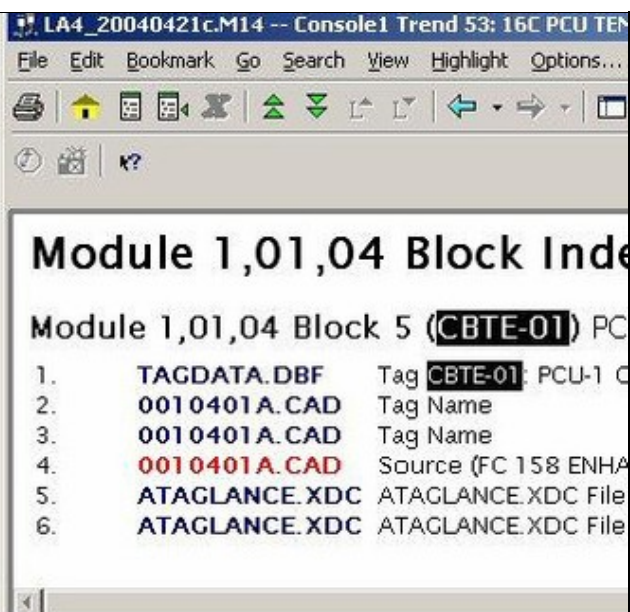 LA4_20040421c.M14 -- Console1 Trend 53: 16C PCU TEM
File Edit Bookmark Go Search View Highlight Options...
Module 1,01,04 Block Inde
Module 1,01,04 Block 5 (CBTE-01) PC
1. TAGDATA.DBF Tag CBTE-01: PCU-1 C
2. 0010401A.CAD Tag Name
3. 0010401A.CAD Tag Name
4. 0010401A.CAD Source (FC 158 ENHA
5. ATAGLANCE.XDC ATAGLANCE.XDC File
6. ATAGLANCE.XDC ATAGLANCE.XDC File